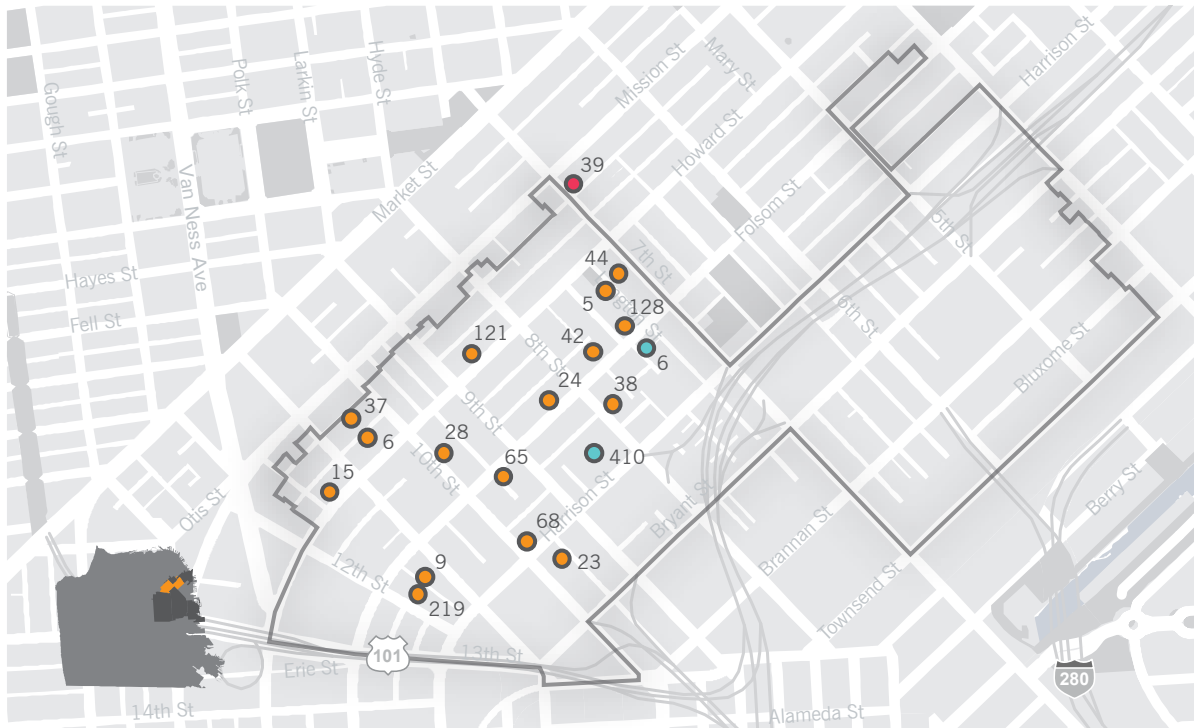 Harrison St
Mission St
Mary St
Hyde St
Larkin St
Polk St
Gough St
Howard St
39
Van Ness Ave
Market St
Folsom St
5th St
7th St
44
Hayes St
5
128
6th St
Fell St
121
42
8th St
6
Bluxome St
24
38
37
9th St
6
28
10th St
65
410
15
Harrison St
Bryant St
Berry St
Otis St
68
Brannan St
23
12th St
9
219
Townsend St
101
13th St
Erie St
280
14th St
Alameda St